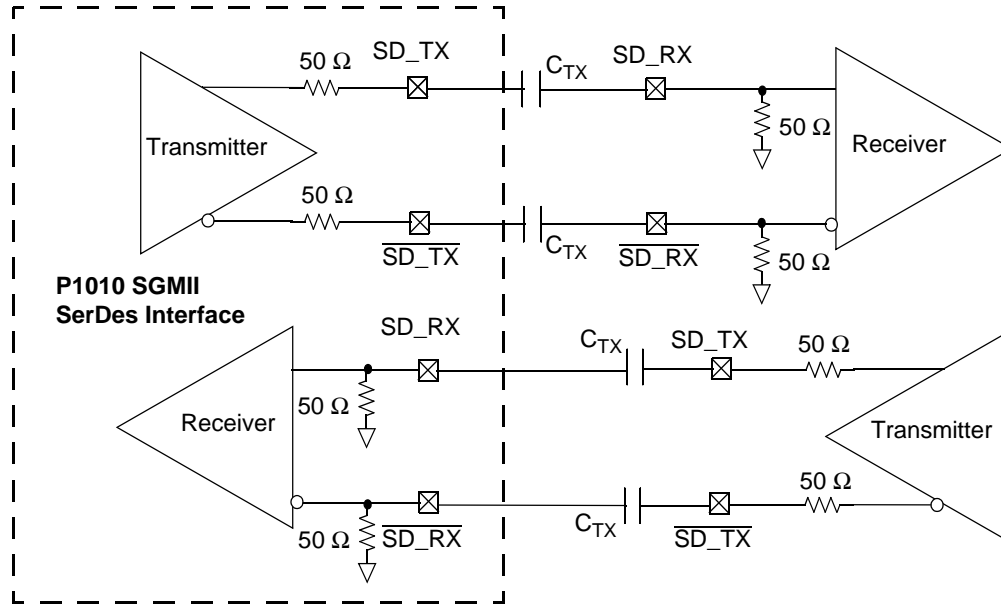 50 Ω
SD_TX
C_TX
SD_RX
50 Ω
Transmitter
Receiver
50 Ω
SD_TX
C_TX
SD_RX
50 Ω
P1010 SGMII
SerDes Interface
SD_RX
C_TX
SD_TX
50 Ω
50 Ω
Receiver
Transmitter
50 Ω
SD_RX
C_TX
SD_TX
50 Ω